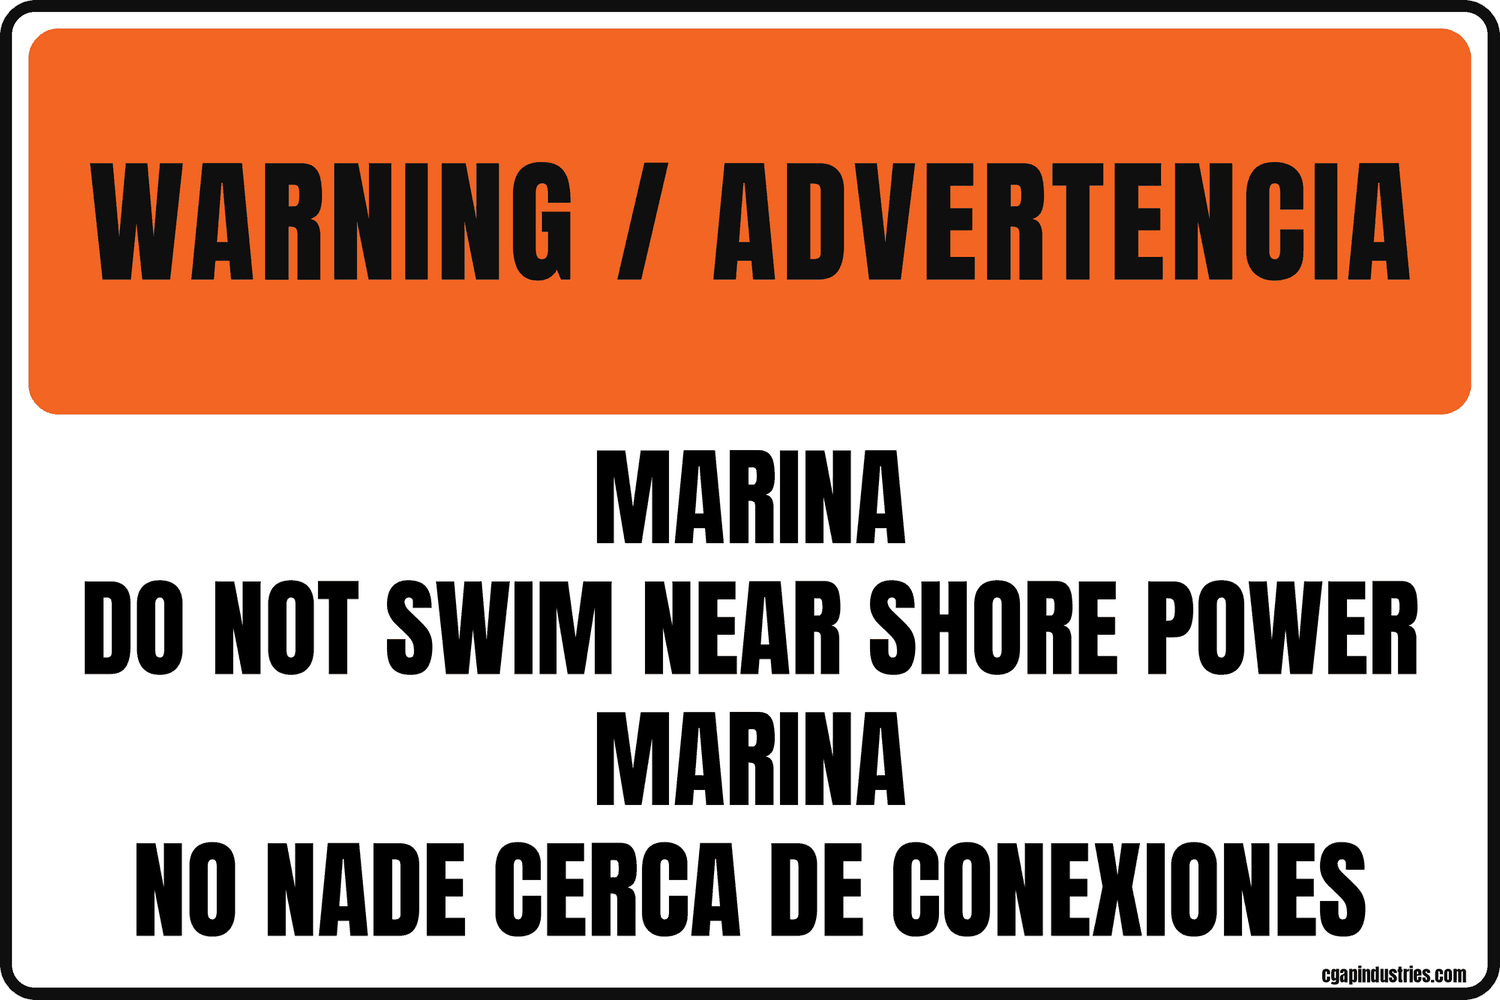 WARNING / ADVERTENCIA
MARINA
DO NOT SWIM NEAR SHORE POWER
MARINA
NO NADE CERCA DE CONEXIONES
cgapindustries.com